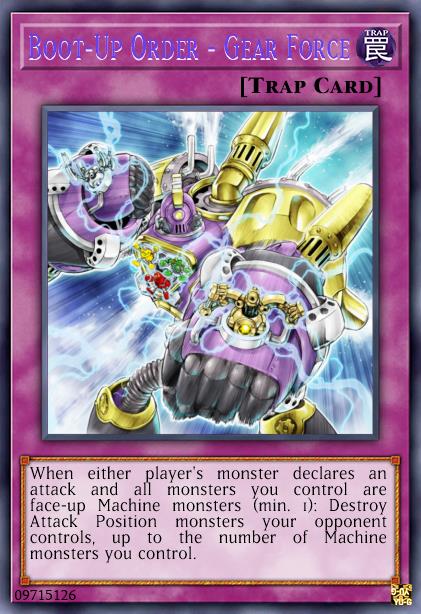 Boot-Up Order - Gear Force
TRAP
罠
[Trap Card]
When either player's monster declares an
attack and all monsters you control are
face-up Machine monsters (min. 1): Destroy
Attack Position monsters your opponent
controls, up to the number of Machine
monsters you control.
09715126